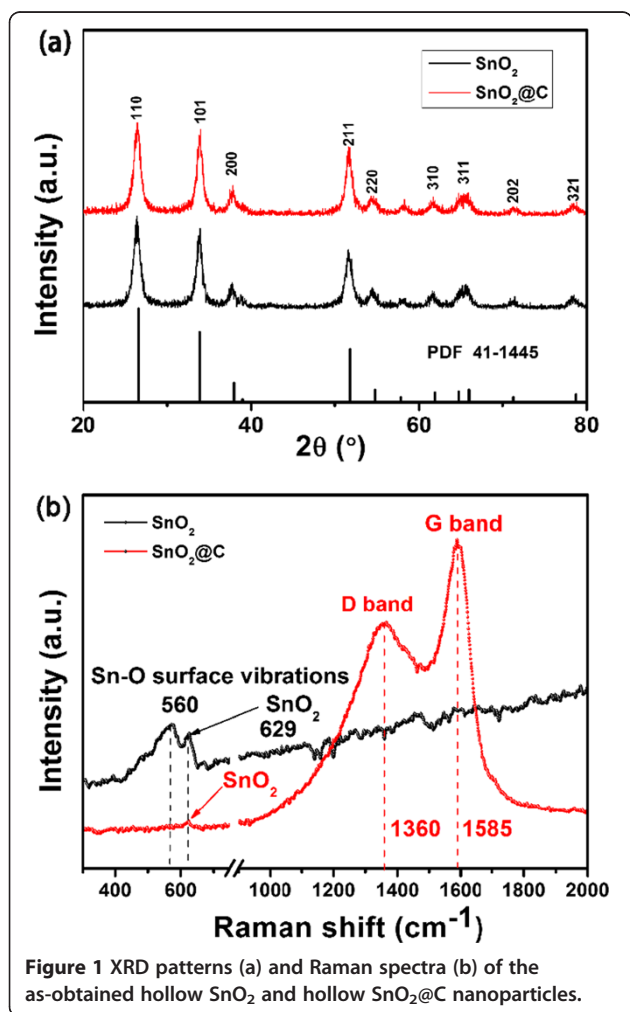 (a)
SnO₂
SnO₂@C
110
101
200
211
220
310
311
202
321
PDF 41-1445
Intensity (a.u.)
20
40
60
80
2θ (°)
(b)
SnO₂
SnO₂@C
G band
D band
Sn-O surface vibrations
560
SnO₂
629
SnO₂
1360
1585
Intensity (a.u.)
400
600
1000
1200
1400
1600
1800
2000
Raman shift (cm⁻¹)
Figure 1 XRD patterns (a) and Raman spectra (b) of the
as-obtained hollow SnO₂ and hollow SnO₂@C nanoparticles.